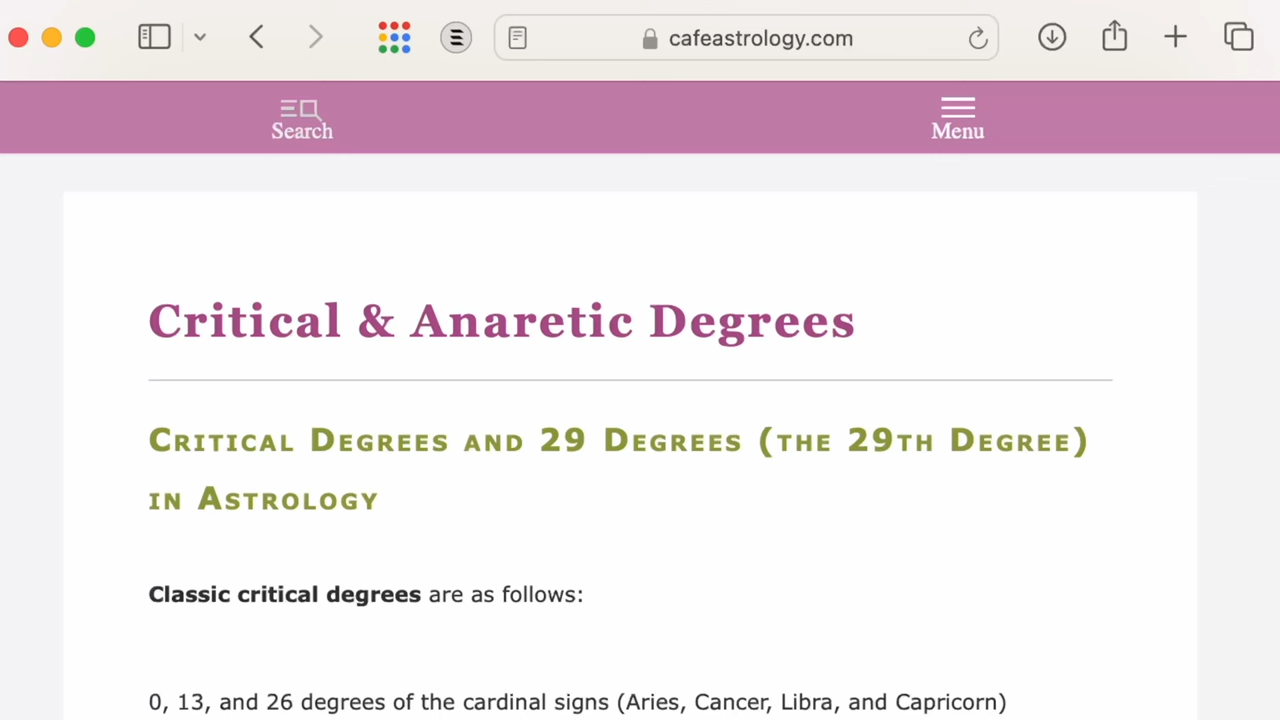 cafeastrology.com
Search
Menu
Critical & Anaretic Degrees
Critical Degrees and 29 Degrees (the 29th Degree)
in Astrology
Classic critical degrees are as follows:
0, 13, and 26 degrees of the cardinal signs (Aries, Cancer, Libra, and Capricorn)